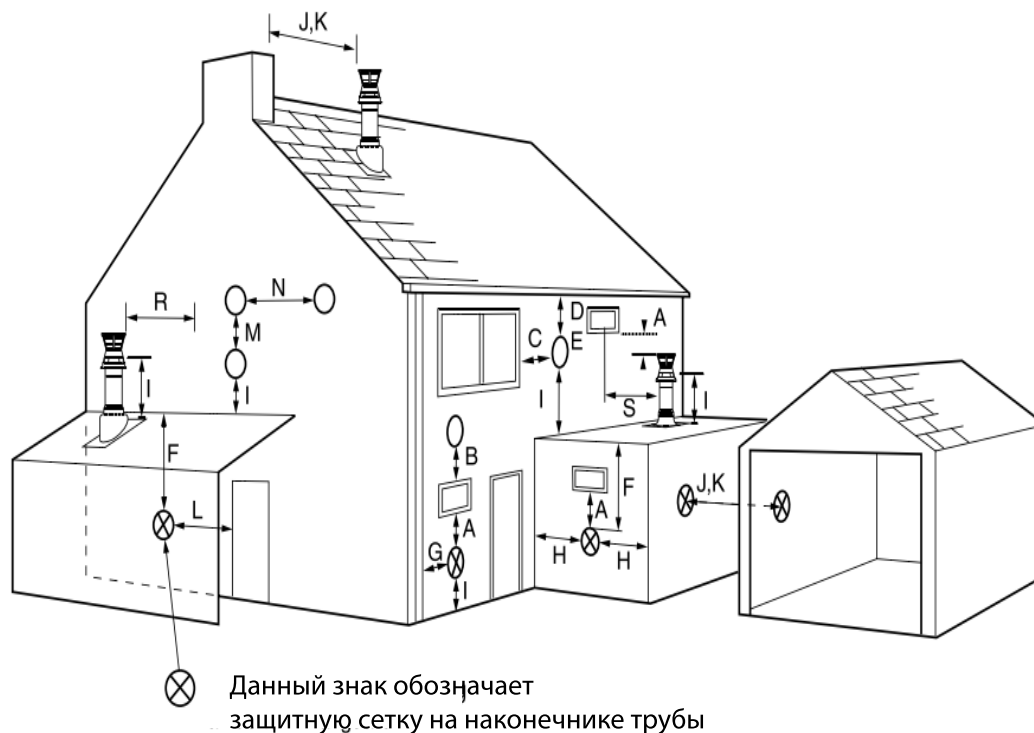 J,K
R
N
M
I
I
D
E
A
C
I
S
I
F
L
B
A
G
I
F
A
H
H
J,K
Данный знак обозначает
защитную сетку на наконечнике трубы